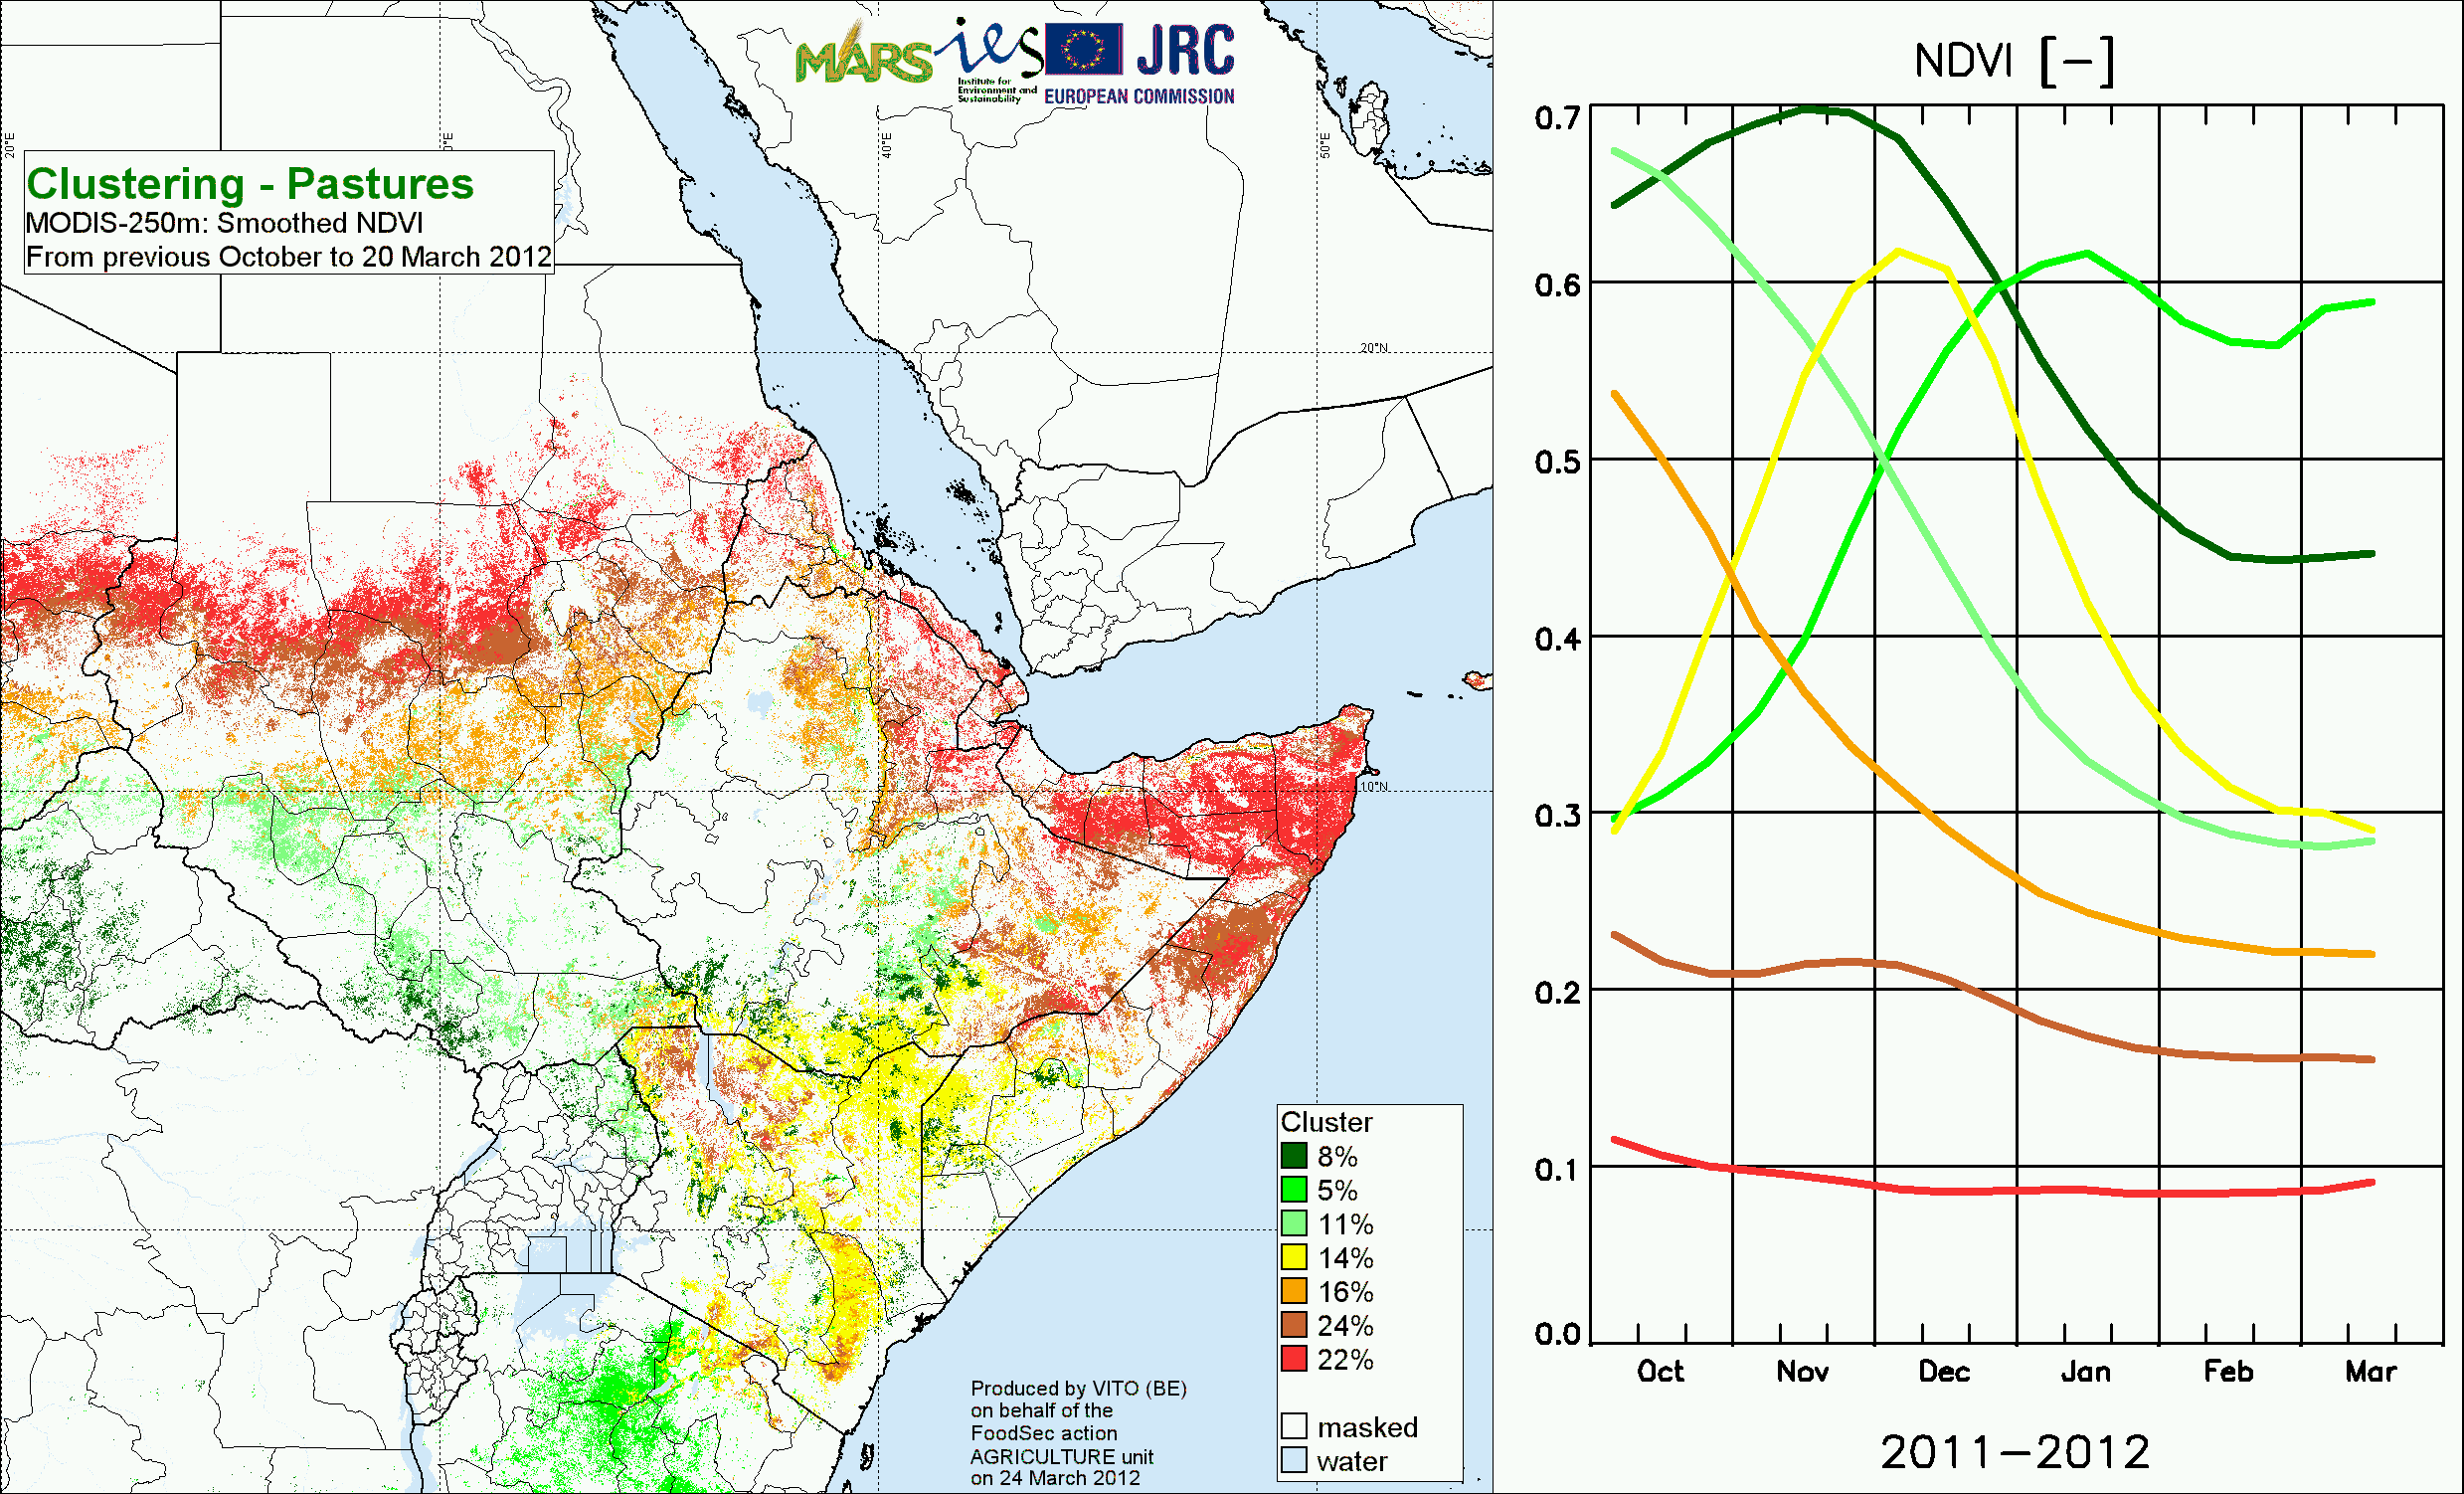 MARS
ies
Institute for
Environment and
Sustainability
JRC
EUROPEAN COMMISSION
20°E
°E
40°E
50°E
Clustering - Pastures
MODIS-250m: Smoothed NDVI
From previous October to 20 March 2012
20°N
10°N
Cluster
8%
5%
11%
14%
16%
24%
22%
masked
water
Produced by VITO (BE)
on behalf of the
FoodSec action
AGRICULTURE unit
on 24 March 2012
NDVI [-]
0.7
0.6
0.5
0.4
0.3
0.2
0.1
0.0
Oct Nov Dec Jan Feb Mar
2011-2012